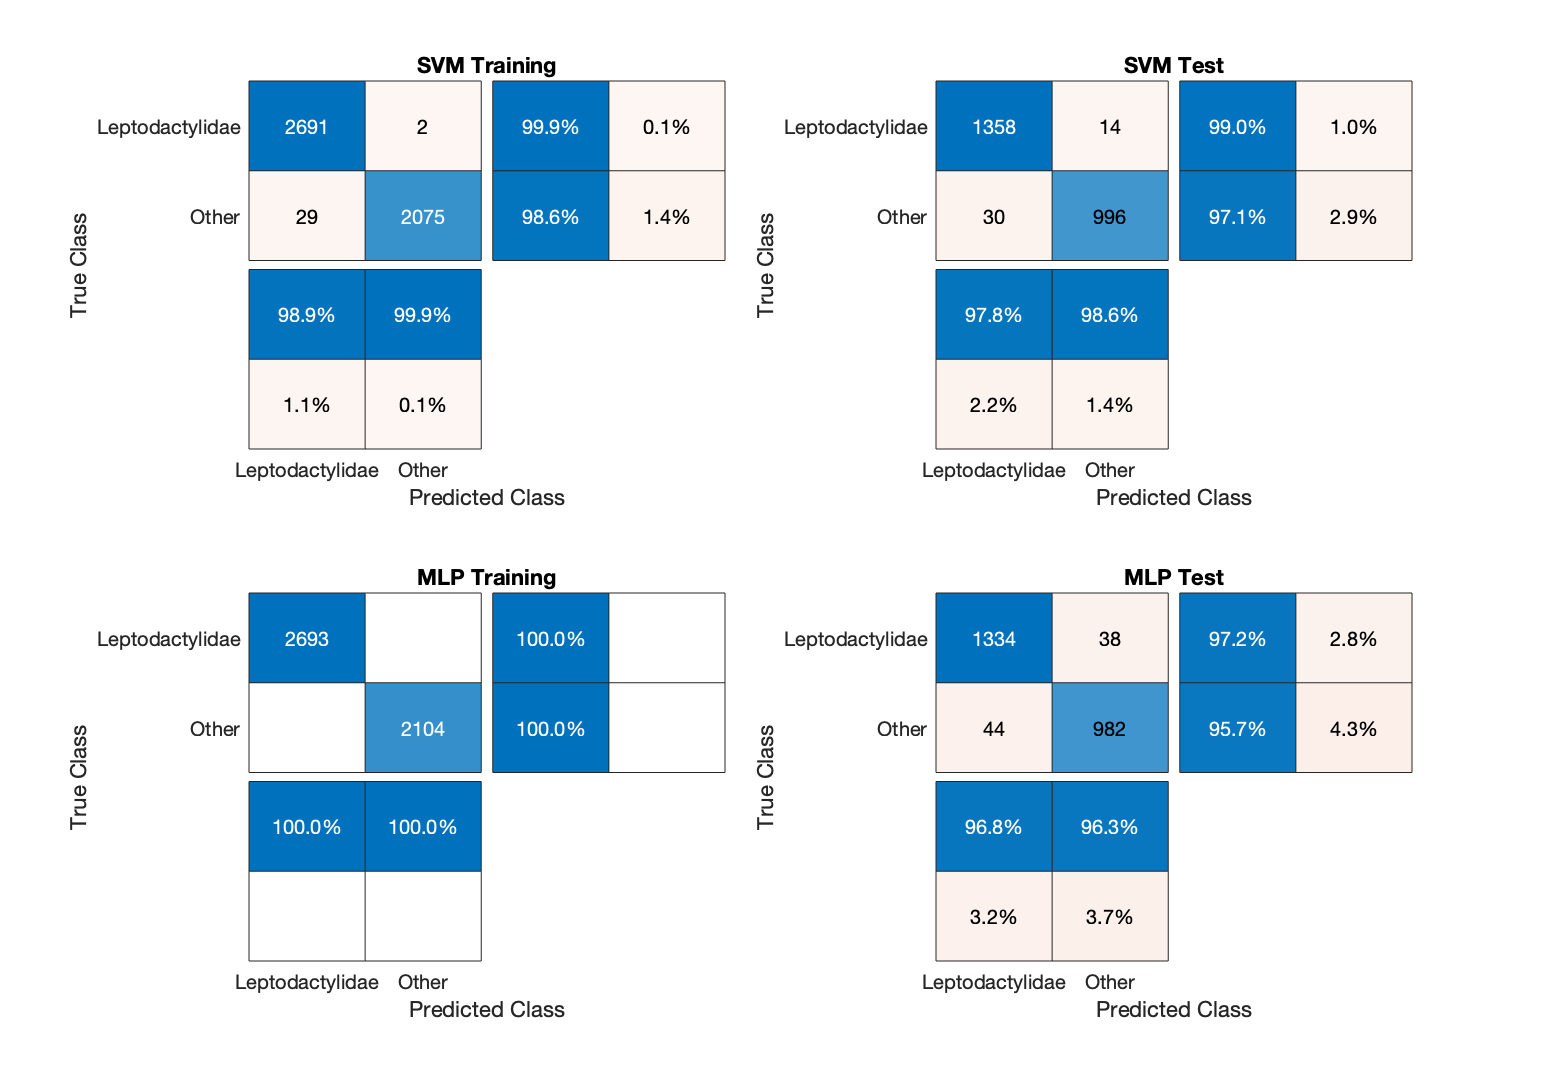 SVM Training
Leptodactylidae 2691 2 99.9% 0.1%
Other 29 2075 98.6% 1.4%
True Class
98.9% 99.9%
1.1% 0.1%
Leptodactylidae Other
Predicted Class
SVM Test
Leptodactylidae 1358 14 99.0% 1.0%
Other 30 996 97.1% 2.9%
True Class
97.8% 98.6%
2.2% 1.4%
Leptodactylidae Other
Predicted Class
MLP Training
Leptodactylidae 2693 100.0%
Other 2104 100.0%
True Class
100.0% 100.0%
Leptodactylidae Other
Predicted Class
MLP Test
Leptodactylidae 1334 38 97.2% 2.8%
Other 44 982 95.7% 4.3%
True Class
96.8% 96.3%
3.2% 3.7%
Leptodactylidae Other
Predicted Class